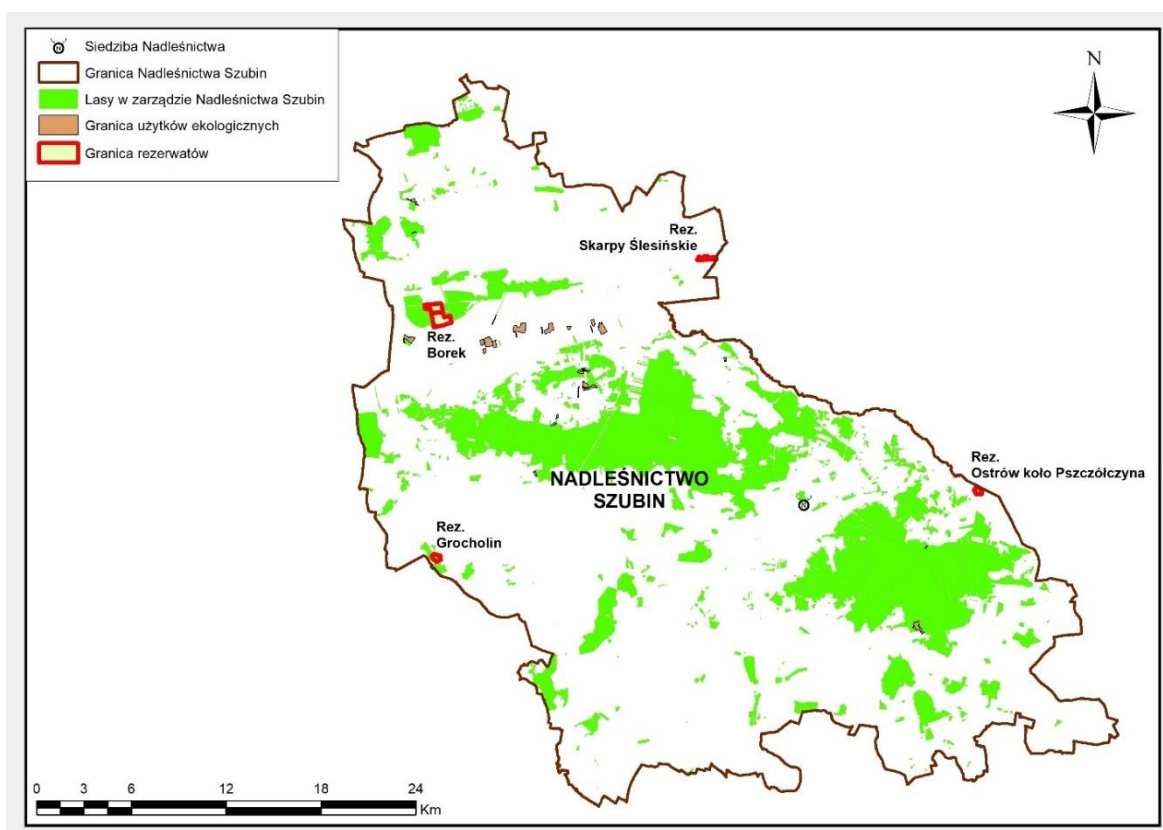 Siedziba Nadleśnictwa
Granica Nadleśnictwa Szubin
Lasy w zarządzie Nadleśnictwa Szubin
Granica użytków ekologicznych
Granica rezerwatów
N
Rez.
Skarpy Ślesińskie
Rez.
Borek
Rez.
Ostrów koło Pszczółczyna
NADLEŚNICTWO
SZUBIN
Rez.
Grocholin
0 3 6 12 18 24
Km